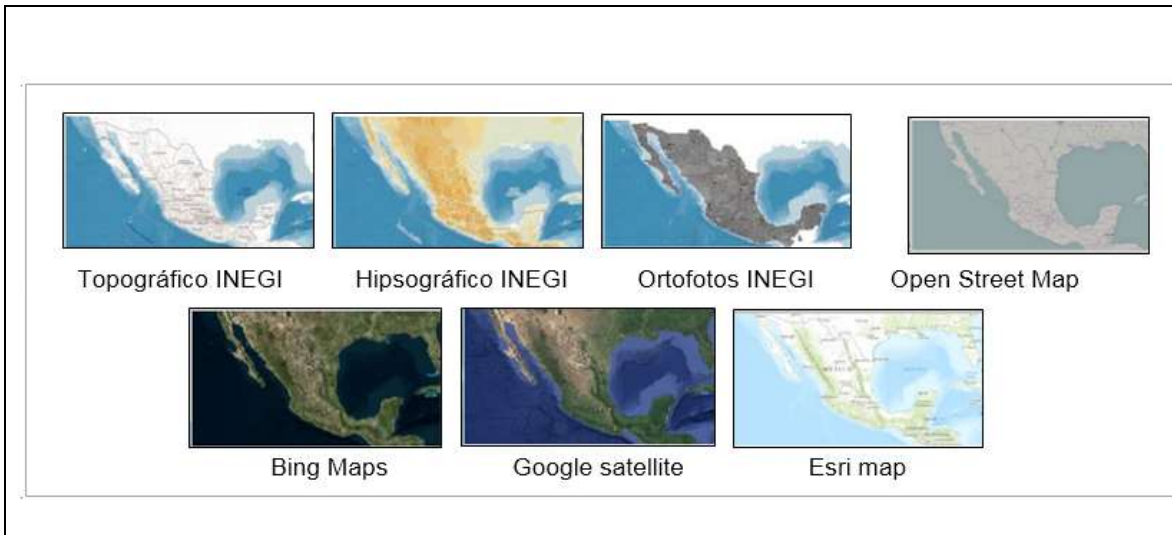 Topográfico INEGI
Hipsográfico INEGI
Ortofotos INEGI
Open Street Map
Bing Maps
Google satellite
Esri map